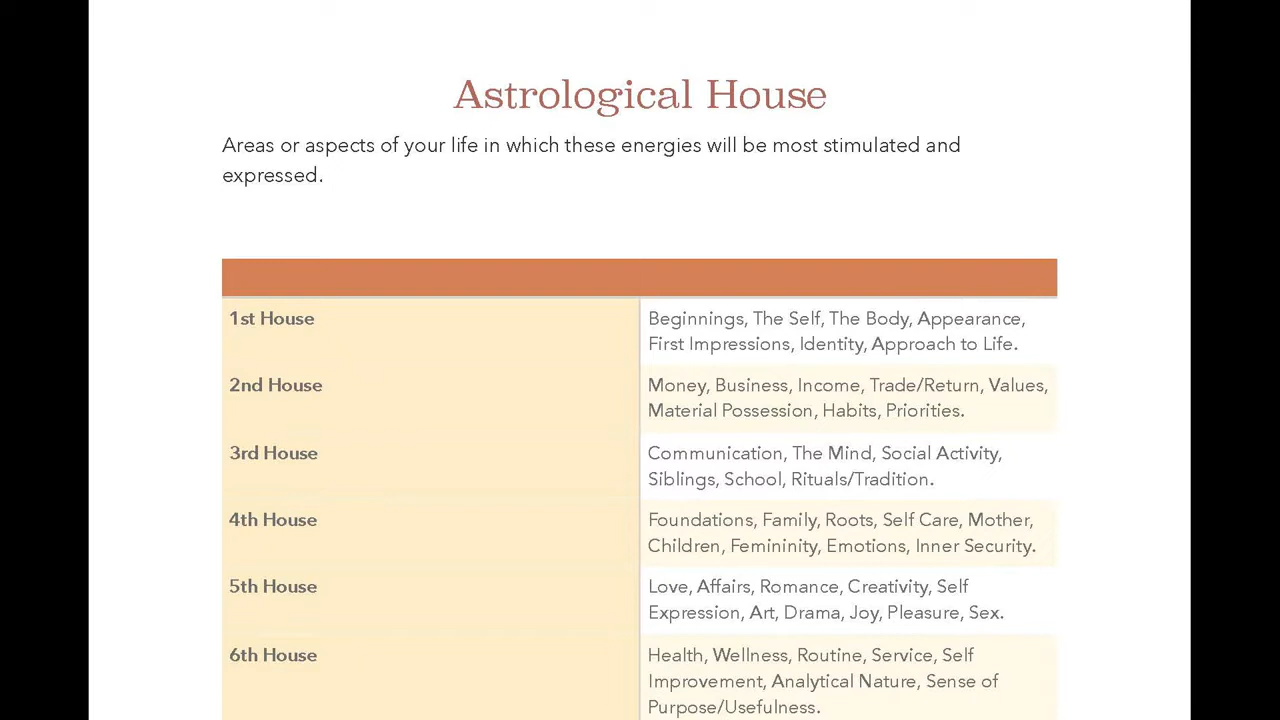 Astrological House
Areas or aspects of your life in which these energies will be most stimulated and
expressed.
1st House
Beginnings, The Self, The Body, Appearance,
First Impressions, Identity, Approach to Life.
2nd House
Money, Business, Income, Trade/Return, Values,
Material Possession, Habits, Priorities.
3rd House
Communication, The Mind, Social Activity,
Siblings, School, Rituals/Tradition.
4th House
Foundations, Family, Roots, Self Care, Mother,
Children, Femininity, Emotions, Inner Security.
5th House
Love, Affairs, Romance, Creativity, Self
Expression, Art, Drama, Joy, Pleasure, Sex.
6th House
Health, Wellness, Routine, Service, Self
Improvement, Analytical Nature, Sense of
Purpose/Usefulness.